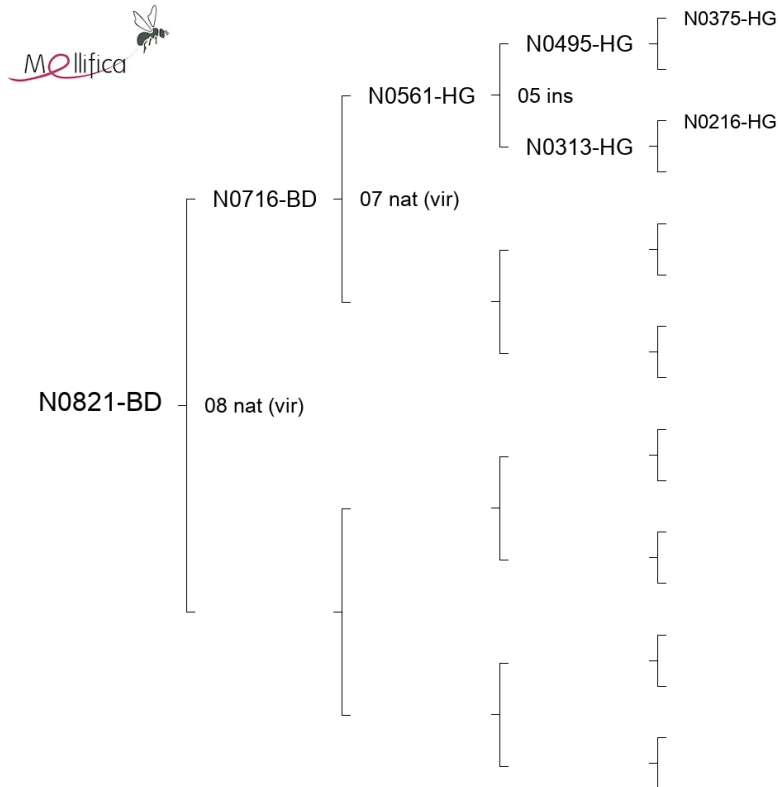 Mellifica
N0375-HG
N0495-HG
N0561-HG
05 ins
N0216-HG
N0313-HG
N0716-BD
07 nat (vir)
N0821-BD
08 nat (vir)